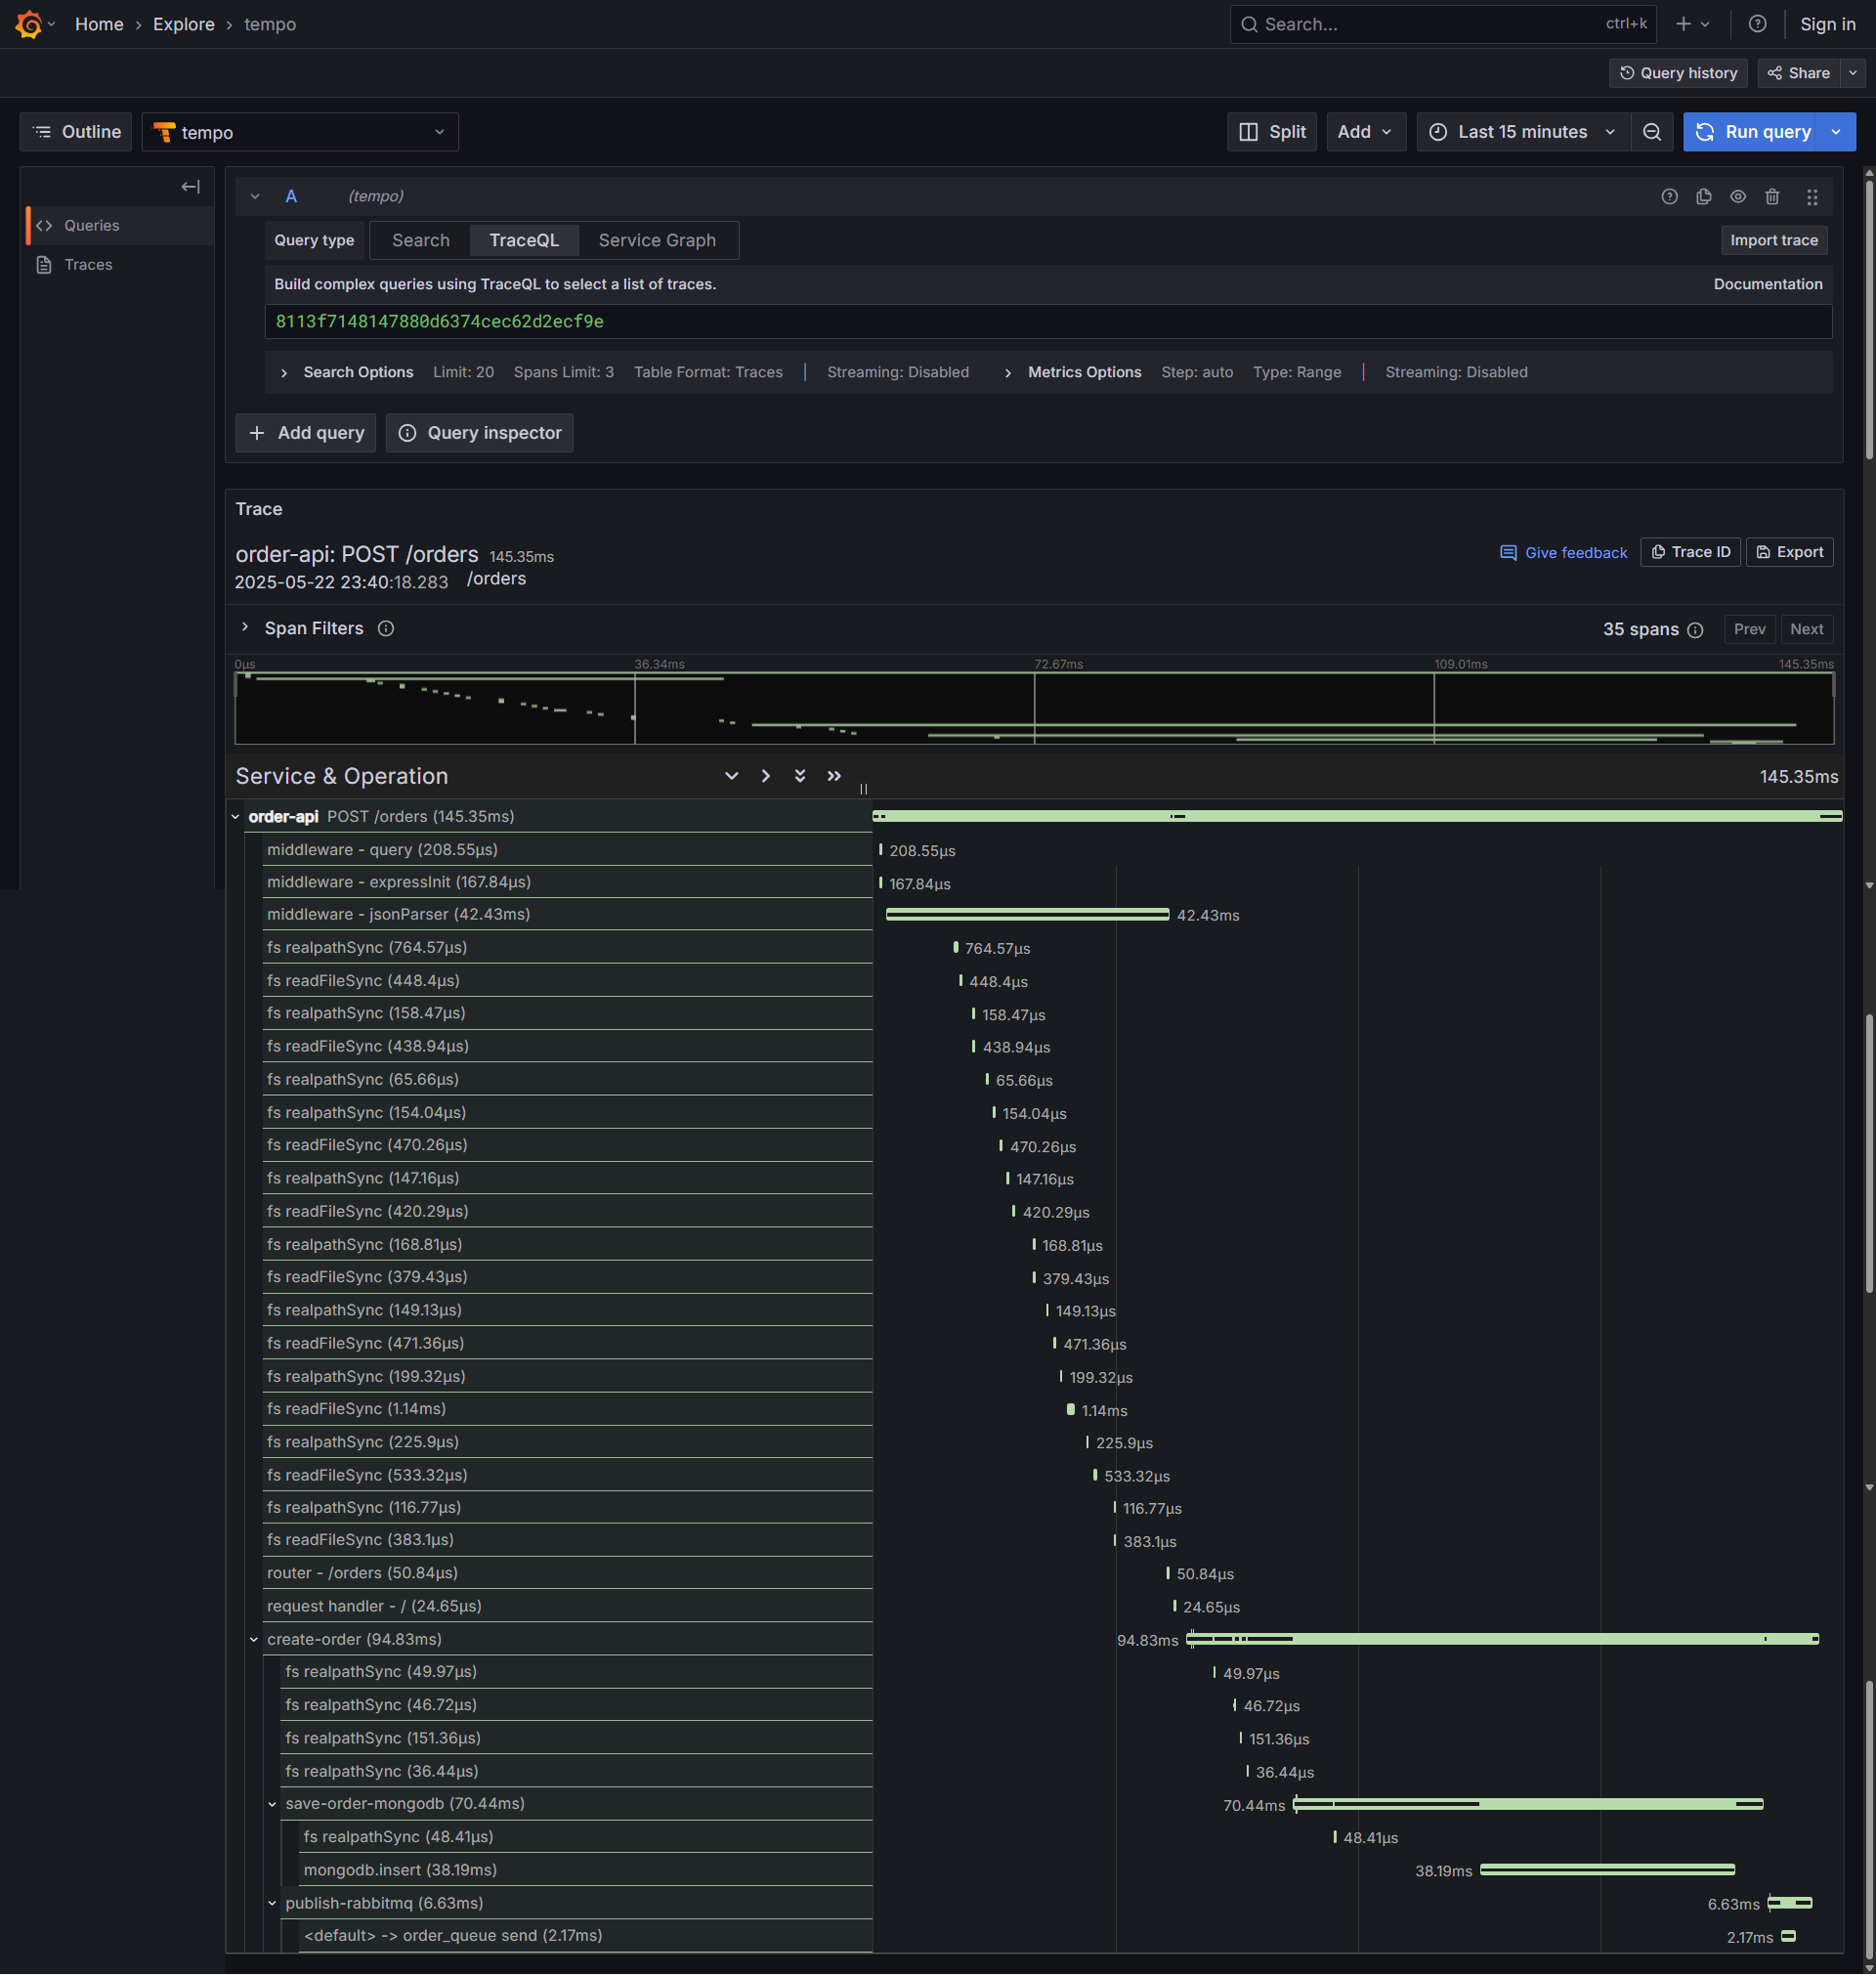 Home › Explore › tempo
Search... ctrl+k
Sign in
Query history
Share
Outline
tempo
Split
Add
Last 15 minutes
Run query
Queries
Traces
A (tempo)
Query type Search TraceQL Service Graph
Import trace
Build complex queries using TraceQL to select a list of traces.
Documentation
8113f7148147880d6374cec62d2ecf9e
Search Options Limit: 20 Spans Limit: 3 Table Format: Traces Streaming: Disabled Metrics Options Step: auto Type: Range Streaming: Disabled
+ Add query
Query inspector
Trace
order-api: POST /orders 145.35ms
Give feedback
Trace ID
Export
2025-05-22 23:40:18.283 /orders
Span Filters
35 spans
Prev
Next
0μs 36.34ms 72.67ms 109.01ms 145.35ms
Service & Operation
145.35ms
order-api POST /orders (145.35ms)
middleware - query (208.55μs) 208.55μs
middleware - expressInit (167.84μs) 167.84μs
middleware - jsonParser (42.43ms) 42.43ms
fs realpathSync (764.57μs) 764.57μs
fs readFileSync (448.4μs) 448.4μs
fs realpathSync (158.47μs) 158.47μs
fs readFileSync (438.94μs) 438.94μs
fs realpathSync (65.66μs) 65.66μs
fs realpathSync (154.04μs) 154.04μs
fs readFileSync (470.26μs) 470.26μs
fs realpathSync (147.16μs) 147.16μs
fs readFileSync (420.29μs) 420.29μs
fs realpathSync (168.81μs) 168.81μs
fs readFileSync (379.43μs) 379.43μs
fs realpathSync (149.13μs) 149.13μs
fs readFileSync (471.36μs) 471.36μs
fs realpathSync (199.32μs) 199.32μs
fs readFileSync (1.14ms) 1.14ms
fs realpathSync (225.9μs) 225.9μs
fs readFileSync (533.32μs) 533.32μs
fs realpathSync (116.77μs) 116.77μs
fs readFileSync (383.1μs) 383.1μs
router - /orders (50.84μs) 50.84μs
request handler - / (24.65μs) 24.65μs
create-order (94.83ms) 94.83ms
fs realpathSync (49.97μs) 49.97μs
fs realpathSync (46.72μs) 46.72μs
fs realpathSync (151.36μs) 151.36μs
fs realpathSync (36.44μs) 36.44μs
save-order-mongodb (70.44ms) 70.44ms
fs realpathSync (48.41μs) 48.41μs
mongodb.insert (38.19ms) 38.19ms
publish-rabbitmq (6.63ms) 6.63ms
<default> -> order_queue send (2.17ms) 2.17ms